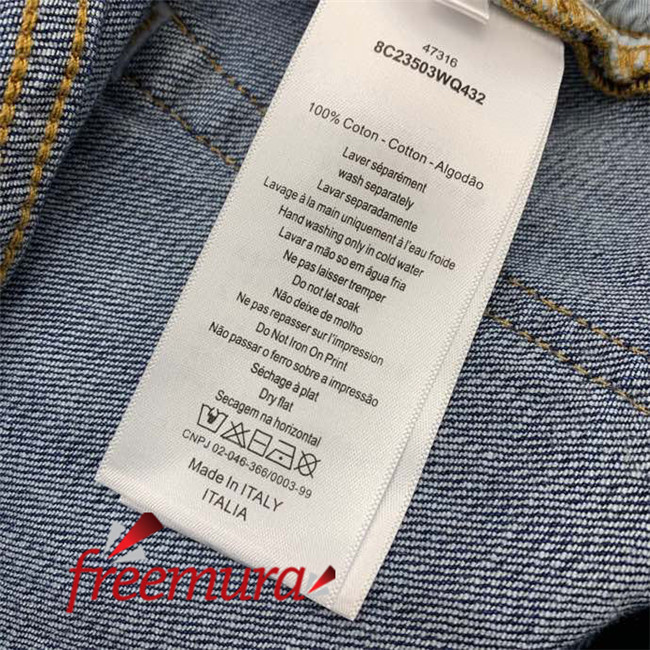 47316
8C23503WQ432
100% Coton - Cotton - Algodão
Laver séparément
wash separately
Lavar separadamente
Lavage à la main uniquement à l'eau froide
Hand washing only in cold water
Lavar a mão so em água fria
Ne pas laisser tremper
Do not let soak
Não deixe de molho
Ne pas repasser sur l'impression
Do Not Iron On Print
Não passar o ferro sobre a impressão
Séchage à plat
Dry flat
Secagem na horizontal
CNPJ 02-046-366/0003-99
Made In ITALY
ITALIA
freemura